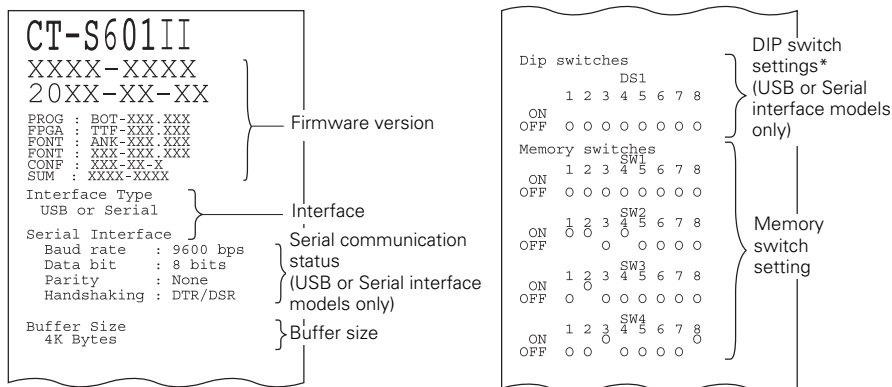 CT-S601II
XXXX-XXXX
20XX-XX-XX
PROG : BOT-XXX.XXX
FPGA : TTF-XXX.XXX
FONT : ANK-XXX.XXX
FONT : XXX-XXX.XXX
CONF : XXX-XX-X
SUM : XXXX-XXXX
Firmware version
Interface Type
USB or Serial
Interface
Serial Interface
Baud rate : 9600 bps
Data bit : 8 bits
Parity : None
Handshaking : DTR/DSR
Serial communication
status
(USB or Serial interface
models only)
Buffer Size
4K Bytes
Buffer size
Dip switches
DS1
1 2 3 4 5 6 7 8
ON
OFF O O O O O O O O
DIP switch
settings*
(USB or Serial
interface models
only)
Memory switches
SW1
1 2 3 4 5 6 7 8
ON
OFF O O O O O O O O
SW2
1 2 3 4 5 6 7 8
ON O O O
OFF O O O O O
SW3
1 2 3 4 5 6 7 8
ON O
OFF O O O O O O O
SW4
1 2 3 4 5 6 7 8
ON O O
OFF O O O O O O
Memory
switch
setting